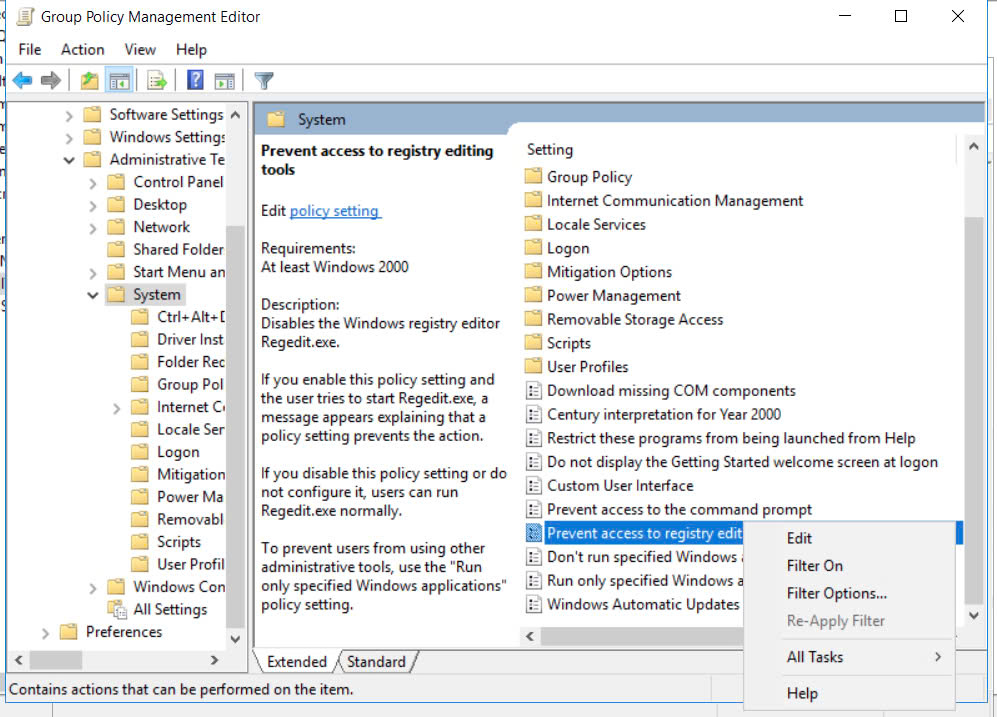 Group Policy Management Editor
File Action View Help
Software Settings
Windows Settings
Administrative Te
Control Panel
Desktop
Network
Shared Folder
Start Menu an
System
Ctrl+Alt+D
Driver Inst
Folder Rec
Group Pol
Internet C
Locale Ser
Logon
Mitigation
Power Ma
Removabl
Scripts
User Profil
Windows Con
All Settings
Preferences
System
Prevent access to registry editing
tools
Edit policy setting
Requirements:
At least Windows 2000
Description:
Disables the Windows registry editor
Regedit.exe.
If you enable this policy setting and
the user tries to start Regedit.exe, a
message appears explaining that a
policy setting prevents the action.
If you disable this policy setting or do
not configure it, users can run
Regedit.exe normally.
To prevent users from using other
administrative tools, use the "Run
only specified Windows applications"
policy setting.
Setting
Group Policy
Internet Communication Management
Locale Services
Logon
Mitigation Options
Power Management
Removable Storage Access
Scripts
User Profiles
Download missing COM components
Century interpretation for Year 2000
Restrict these programs from being launched from Help
Do not display the Getting Started welcome screen at logon
Custom User Interface
Prevent access to the command prompt
Prevent access to registry edit
Don't run specified Windows a
Run only specified Windows a
Windows Automatic Updates
Edit
Filter On
Filter Options...
Re-Apply Filter
All Tasks
Help
Extended Standard
Contains actions that can be performed on the item.